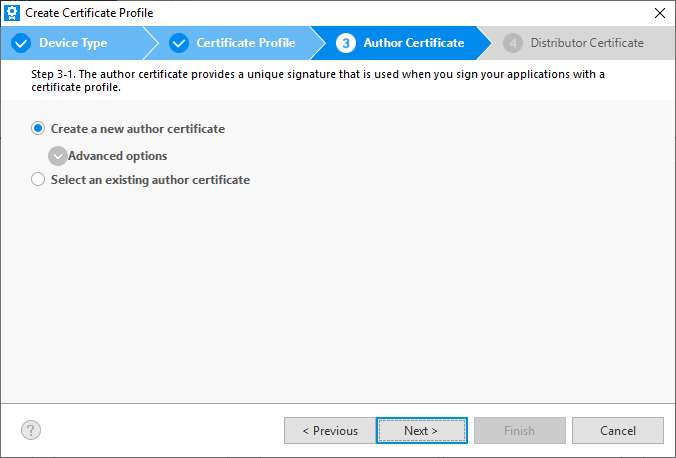 Create Certificate Profile
Device Type
Certificate Profile
3 Author Certificate
4 Distributor Certificate
Step 3-1. The author certificate provides a unique signature that is used when you sign your applications with a
certificate profile.
Create a new author certificate
Advanced options
Select an existing author certificate
?
< Previous
Next >
Finish
Cancel